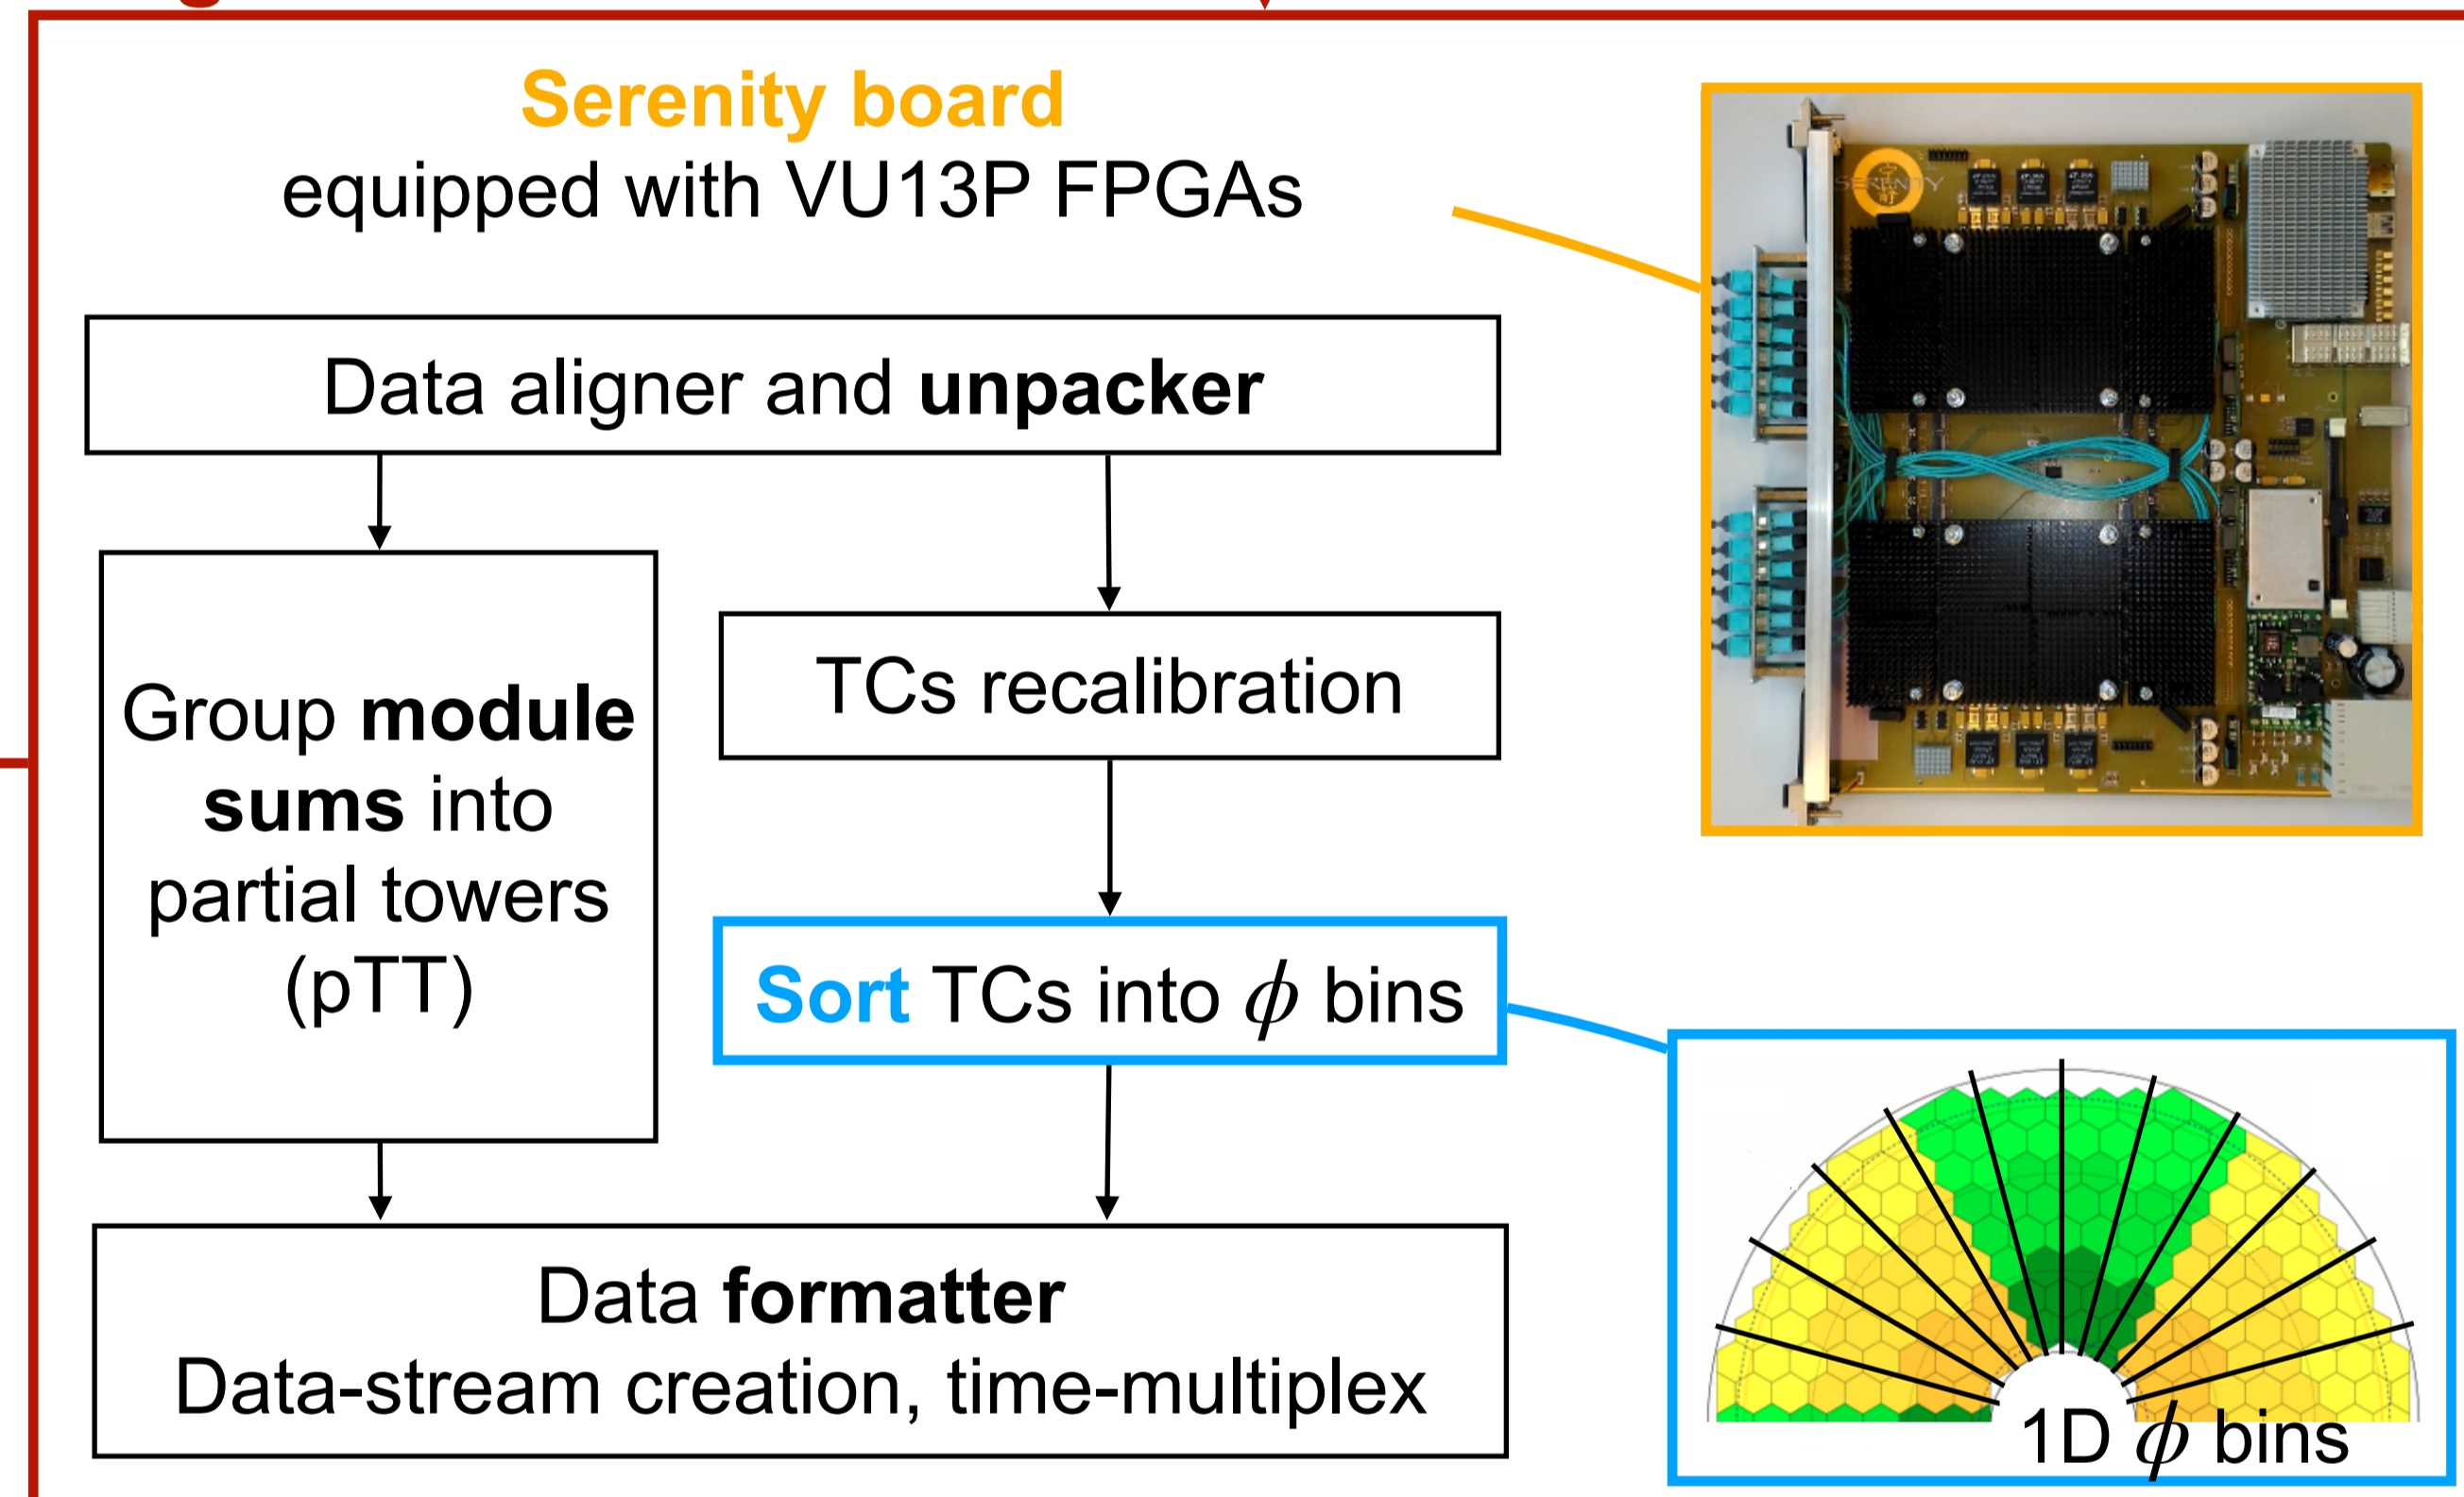 Serenity board
equipped with VU13P FPGAs
SERENITY
Data aligner and unpacker
Group module
sums into
partial towers
(pTT)
TCs recalibration
Sort TCs into ϕ bins
Data formatter
Data-stream creation, time-multiplex
1D ϕ bins